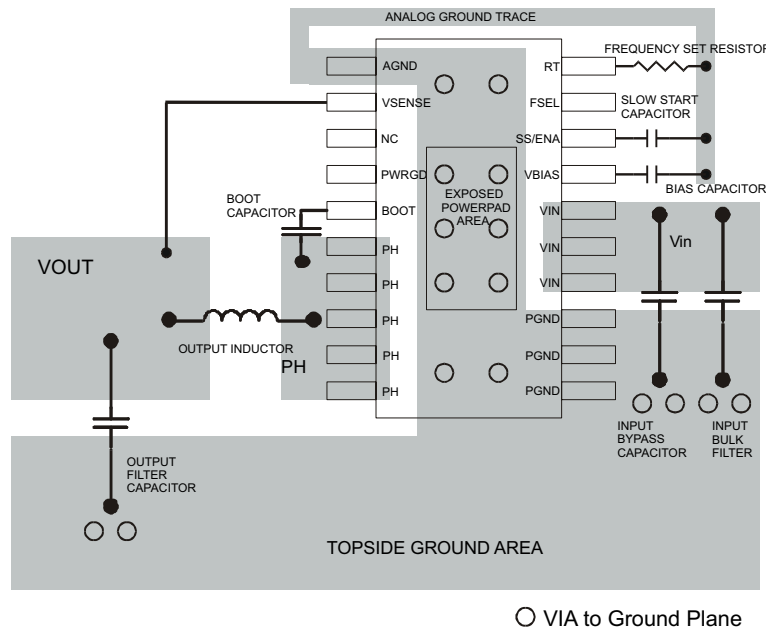 ANALOG GROUND TRACE
FREQUENCY SET RESISTOR
AGND
RT
VSENSE
FSEL
SLOW START
CAPACITOR
NC
SS/ENA
PWRGD
VBIAS
BIAS CAPACITOR
EXPOSED
POWERPAD
AREA
BOOT
CAPACITOR
BOOT
VIN
PH
VIN
Vin
VOUT
PH
VIN
PH
PGND
OUTPUT INDUCTOR
PH
PH
PGND
PH
PGND
INPUT
BYPASS
CAPACITOR
INPUT
BULK
FILTER
OUTPUT
FILTER
CAPACITOR
TOPSIDE GROUND AREA
VIA to Ground Plane